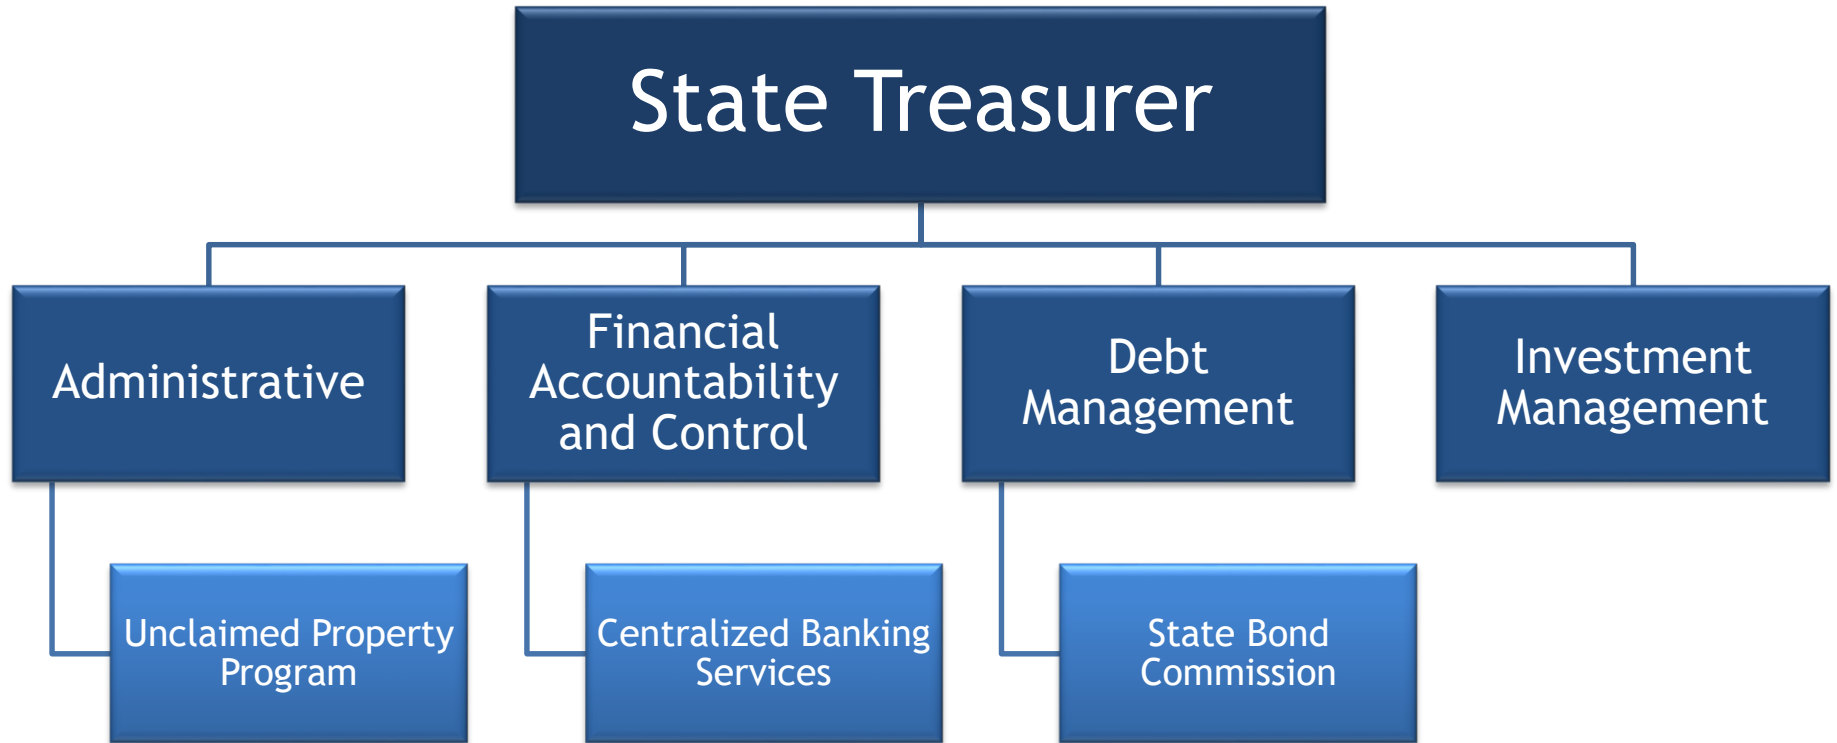 State Treasurer
Administrative
Financial
Accountability
and Control
Debt
Management
Investment
Management
Unclaimed Property
Program
Centralized Banking
Services
State Bond
Commission